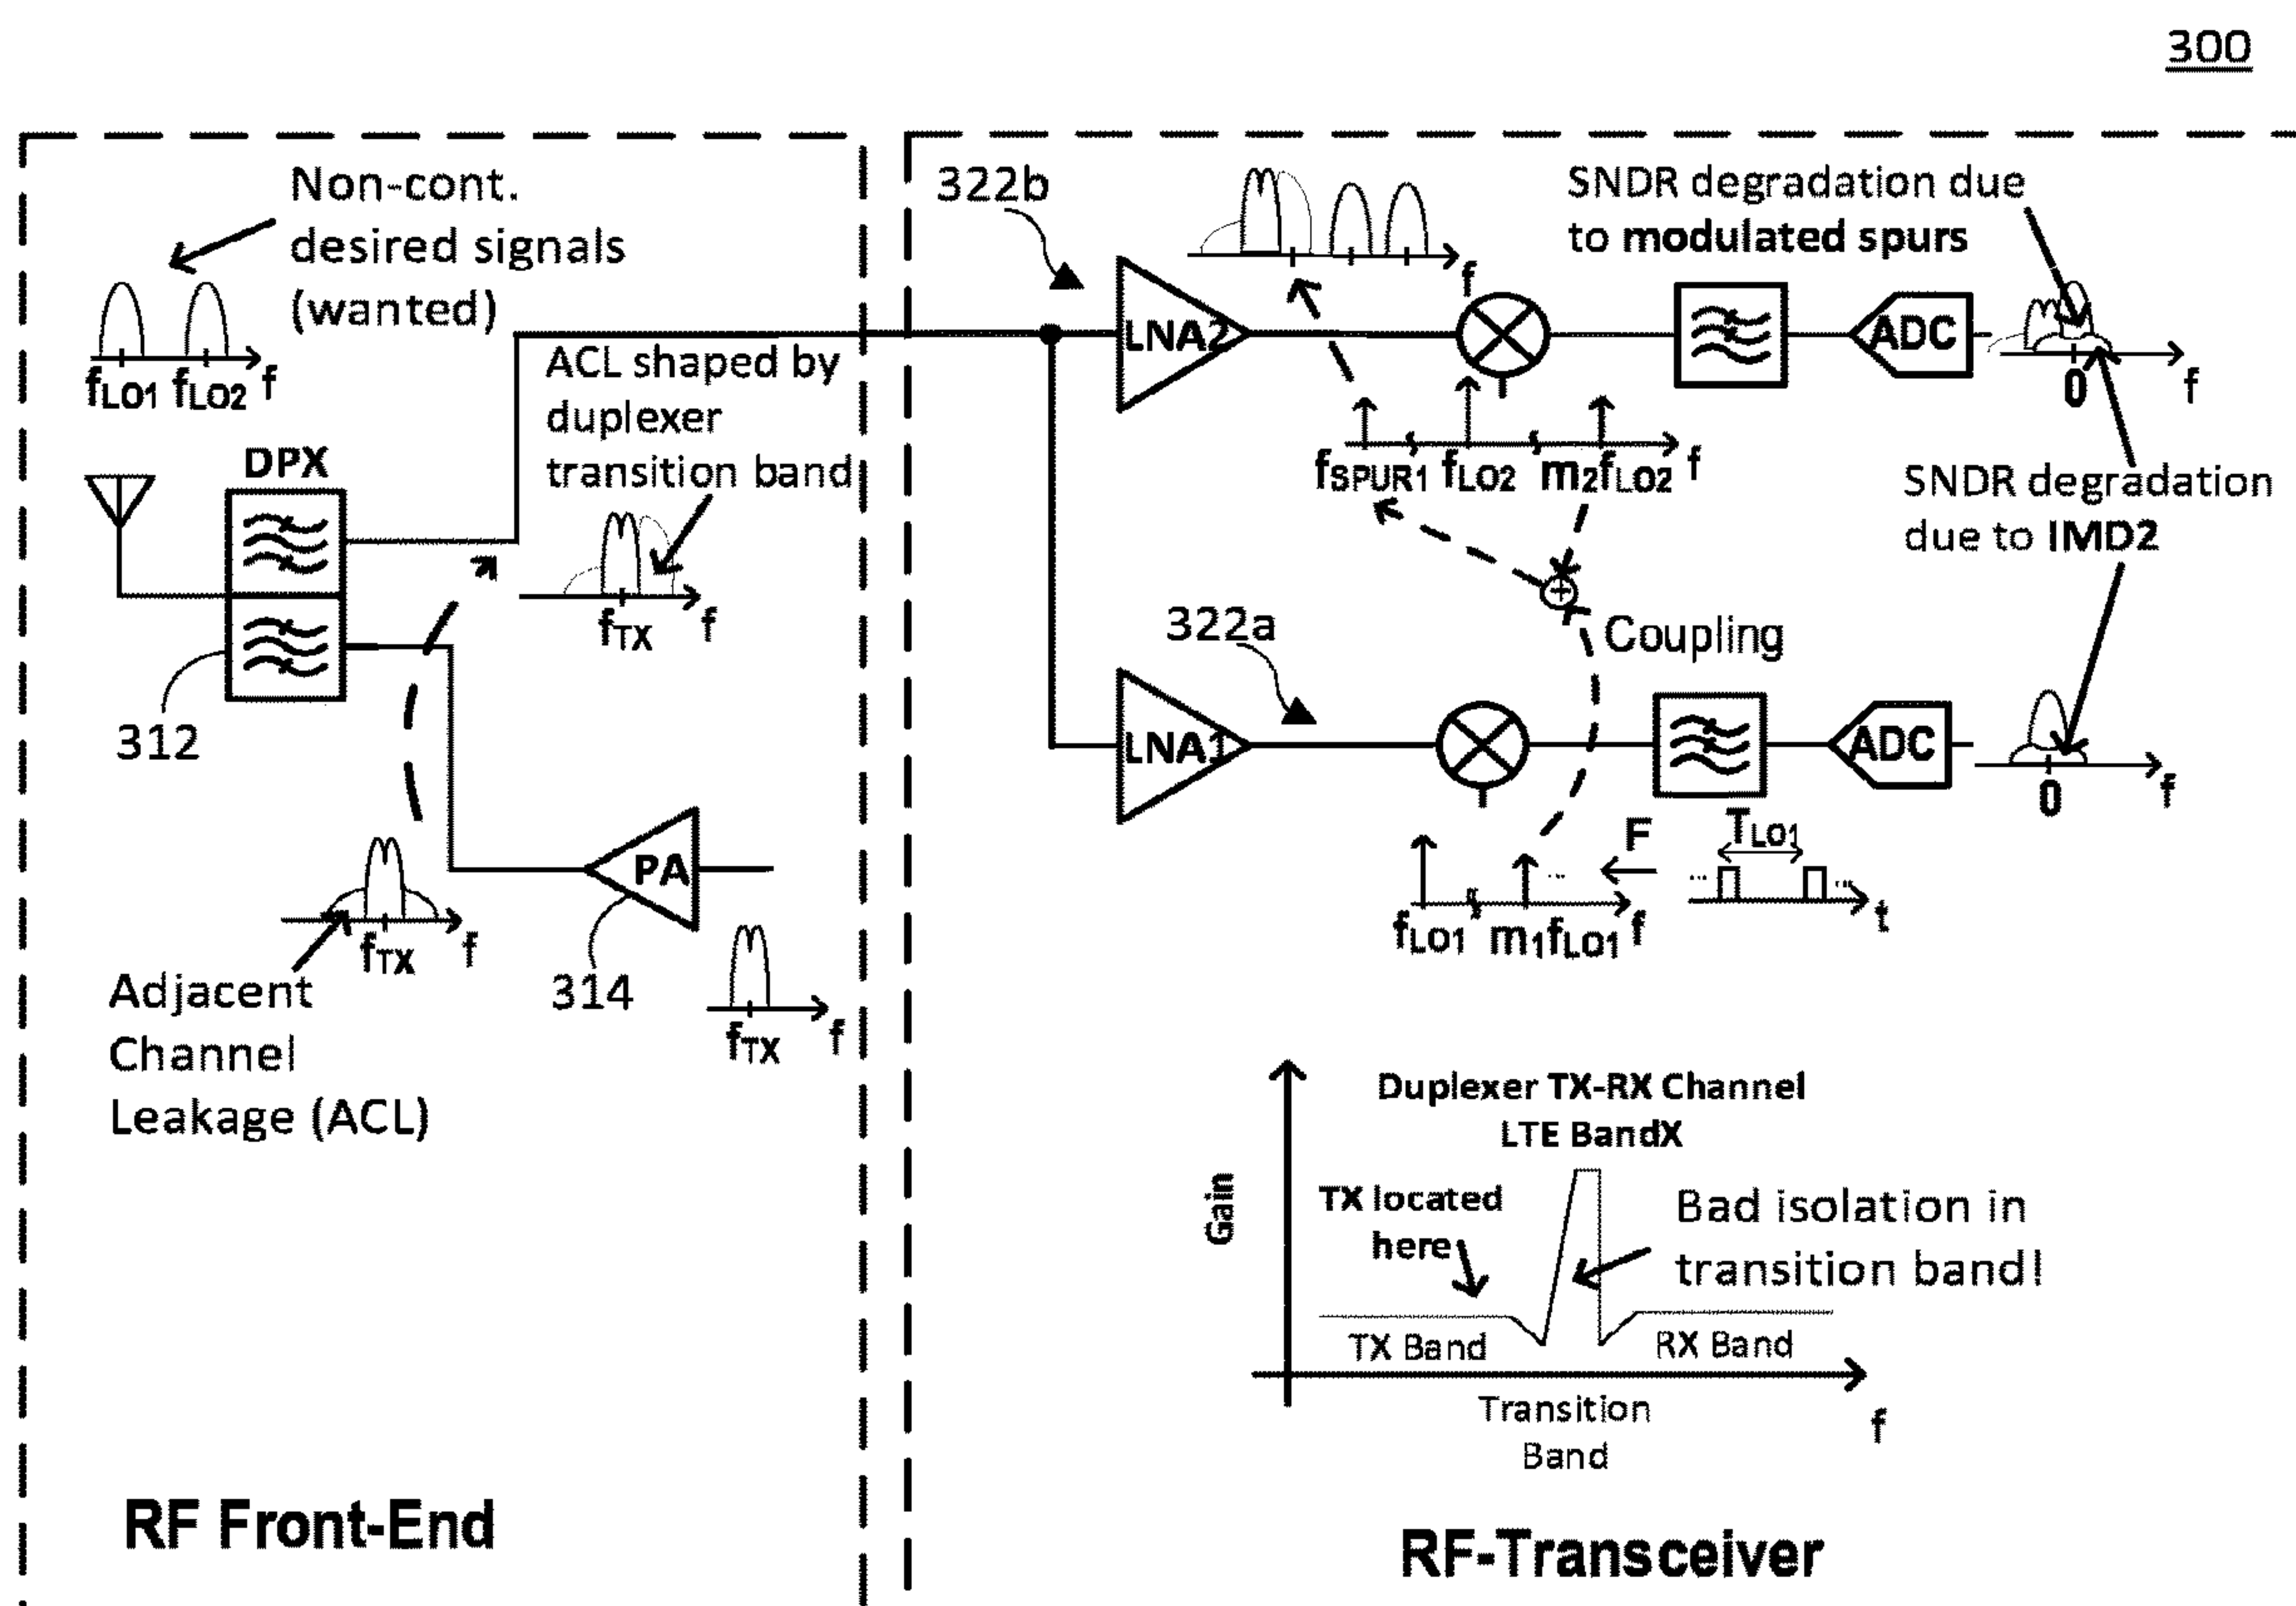 300
Non-cont.
desired signals
(wanted)
fLO1 fLO2 f
ACL shaped by
duplexer
transition band
fTX f
DPX
312
PA
314
fTX f
fTX f
Adjacent
Channel
Leakage (ACL)
RF Front-End
322b
f
SNDR degradation due
to modulated spurs
LNA2
ADC
0 f
fSPUR1 fLO2 m2fLO2 f
SNDR degradation
due to IMD2
322a
Coupling
+
LNA1
ADC
0 f
F
TLO1
... ... ...
fLO1 m1fLO1 f
t
Duplexer TX-RX Channel
LTE BandX
Gain
TX located
here
Bad isolation in
transition band!
TX Band
RX Band
Transition
Band
f
RF-Transceiver